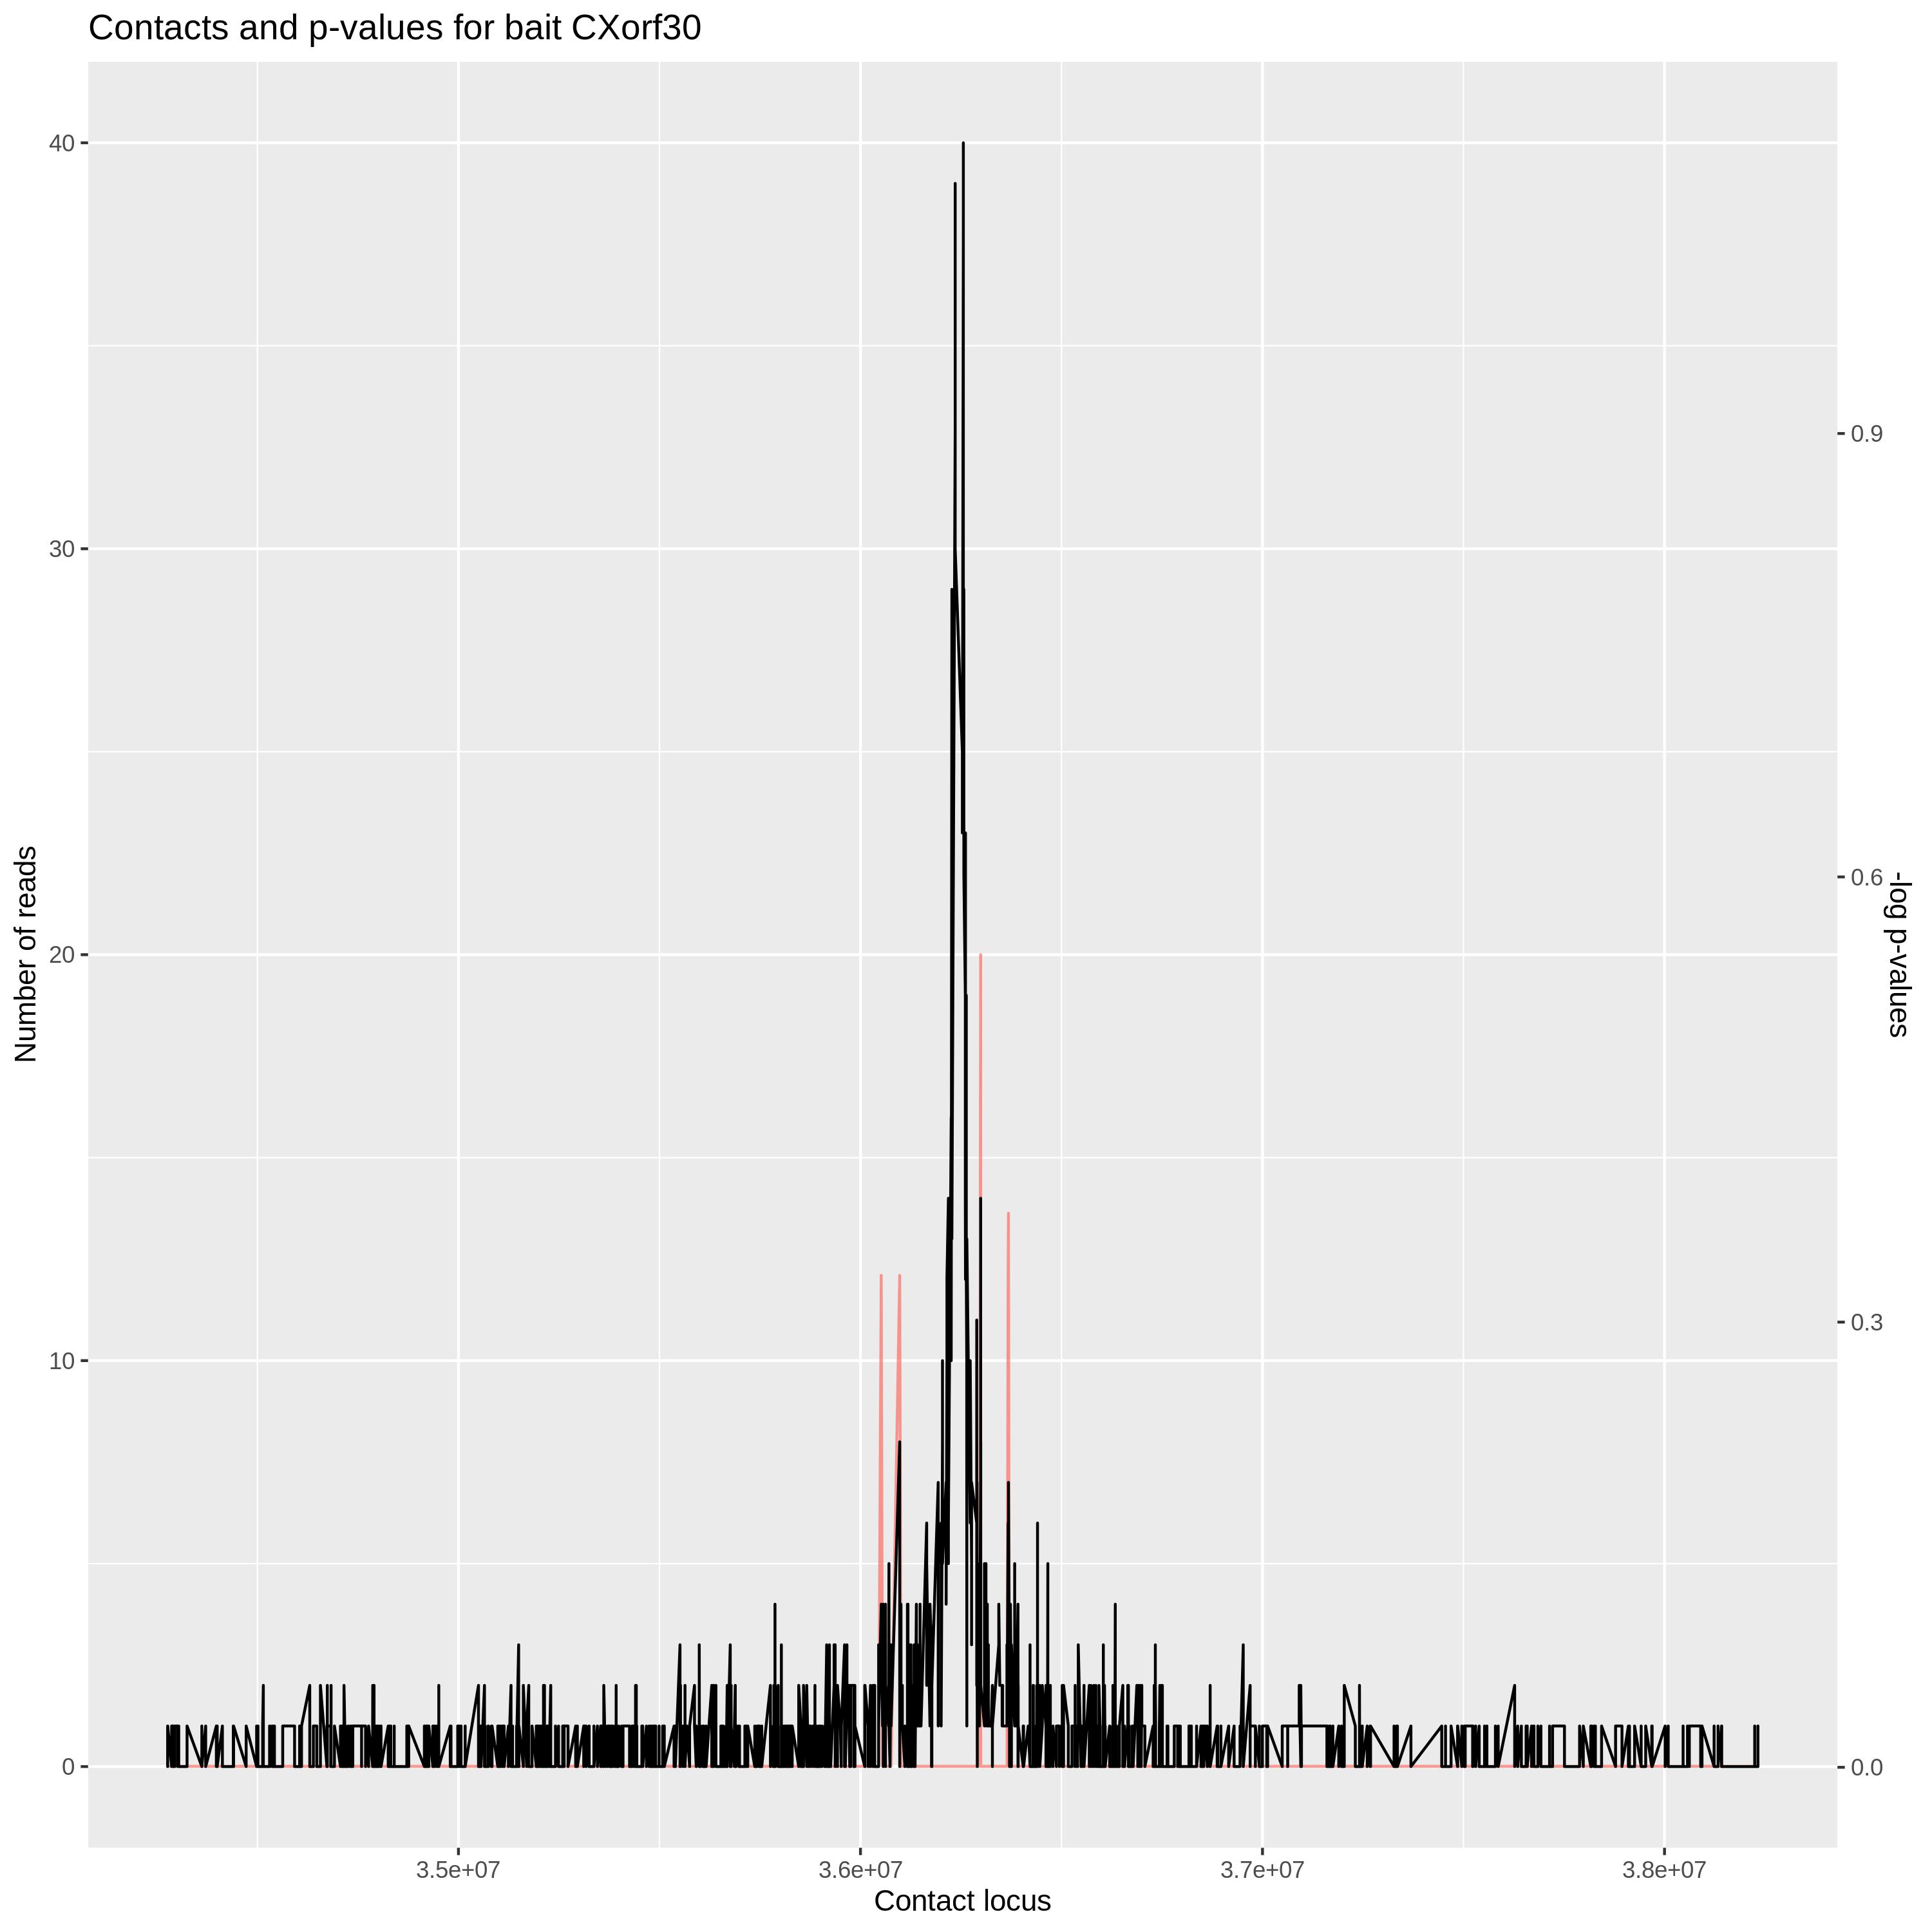 Contacts and p-values for bait CXorf30
40
30
20
10
0
Number of reads
0.9
0.6
0.3
0.0
-log p-values
3.5e+07
3.6e+07
3.7e+07
3.8e+07
Contact locus